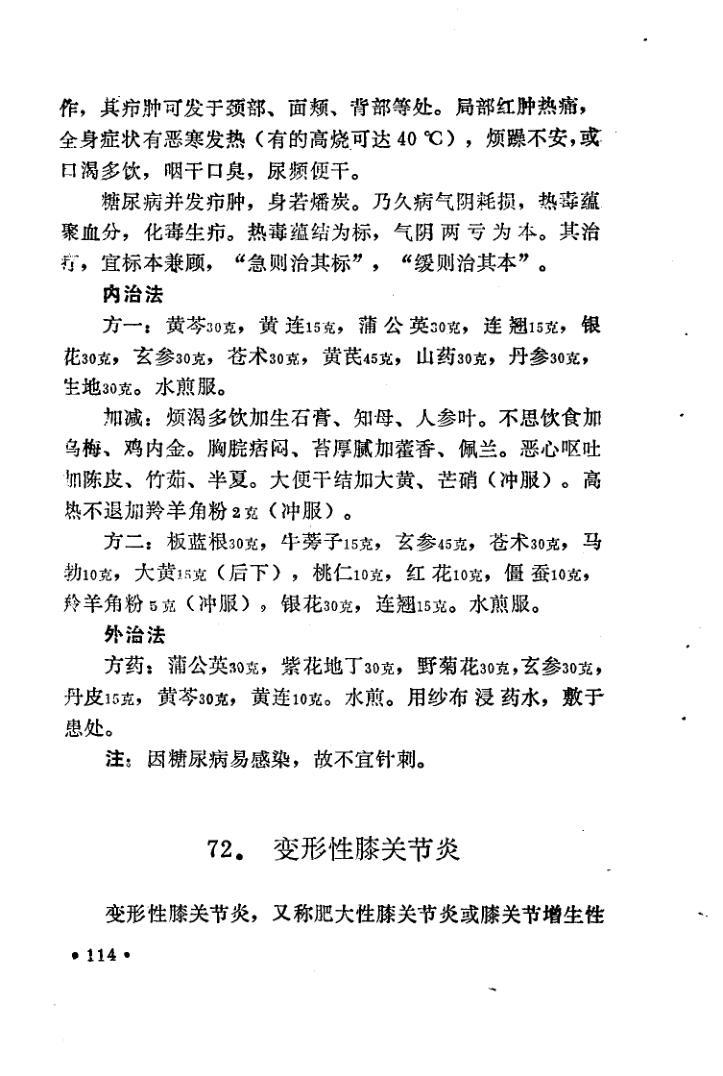 作，其疖肿可发于颈部、面颊、背部等处。局部红肿热痛，
全身症状有恶寒发热（有的高烧可达40℃），烦躁不安，或
口渴多饮，咽干口臭，尿频便干。
糖尿病并发疖肿，身若燔炭。乃久病气阴耗损，热毒蕴
聚血分，化毒生疖。热毒蕴结为标，气阴两亏为本。其治
疗，宜标本兼顾，“急则治其标”，“缓则治其本”。
内治法
方一：黄芩30克，黄连15克，蒲公英30克，连翘15克，银
花30克，玄参30克，苍术30克，黄芪45克，山药30克，丹参30克，
生地30克。水煎服。
加减：烦渴多饮加生石膏、知母、人参叶。不思饮食加
乌梅、鸡内金。胸脘痞闷、苔厚腻加藿香、佩兰。恶心呕吐
加陈皮、竹茹、半夏。大便干结加大黄、芒硝（冲服）。高
热不退加羚羊角粉2克（冲服）。
方二：板蓝根30克，牛蒡子15克，玄参45克，苍术30克，马
勃10克，大黄15克（后下），桃仁10克，红花10克，僵蚕10克，
羚羊角粉5克（冲服），银花30克，连翘15克。水煎服。
外治法
方药：蒲公英30克，紫花地丁30克，野菊花30克，玄参30克，
丹皮15克，黄芩30克，黄连10克。水煎。用纱布浸药水，敷于
患处。
注：因糖尿病易感染，故不宜针刺。
72．变形性膝关节炎
变形性膝关节炎，又称肥大性膝关节炎或膝关节增生性
•114•